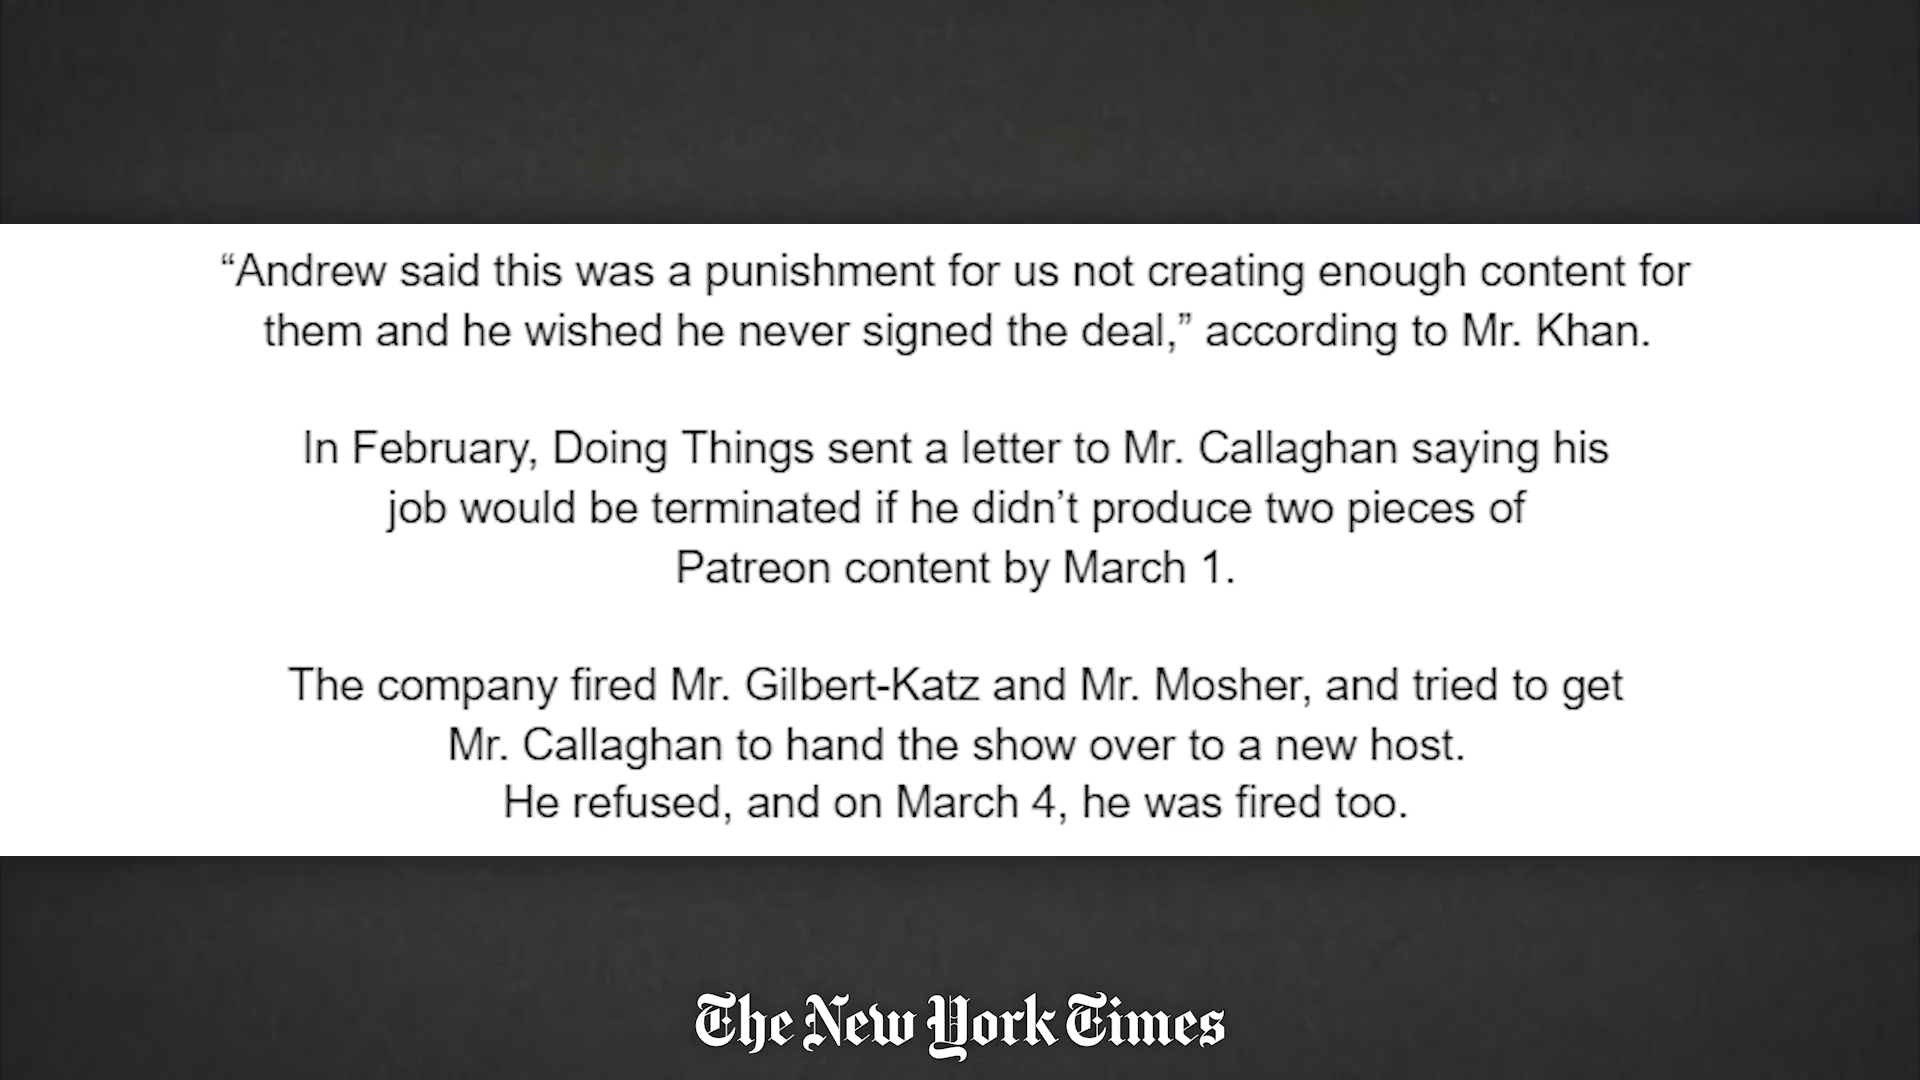 “Andrew said this was a punishment for us not creating enough content for
them and he wished he never signed the deal,” according to Mr. Khan.
In February, Doing Things sent a letter to Mr. Callaghan saying his
job would be terminated if he didn’t produce two pieces of
Patreon content by March 1.
The company fired Mr. Gilbert-Katz and Mr. Mosher, and tried to get
Mr. Callaghan to hand the show over to a new host.
He refused, and on March 4, he was fired too.
The New York Times